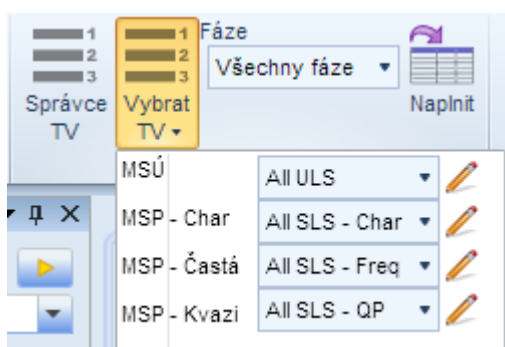 1
2
3
Správce
TV
1
2
3
Vybrat
TV
Fáze
Všechny fáze
Naplnit
MSÚ All ULS
MSP - Char All SLS - Char
MSP - Častá All SLS - Freq
MSP - Kvazi All SLS - QP